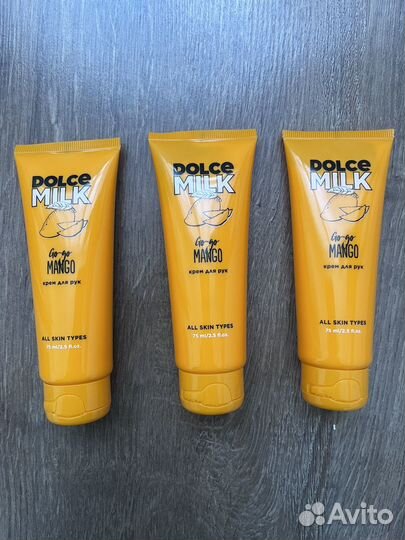 DOLCE
MILK
Go-go
MANGO
крем для рук
ALL SKIN TYPES
75 ml/2.5 fl.oz.
DOLCE
MILK
Go-go
MANGO
крем для рук
ALL SKIN TYPES
75 ml/2.5 fl.oz.
DOLCE
MILK
Go-go
MANGO
крем для рук
ALL SKIN TYPES
75 ml/2.5 fl.oz.
Avito